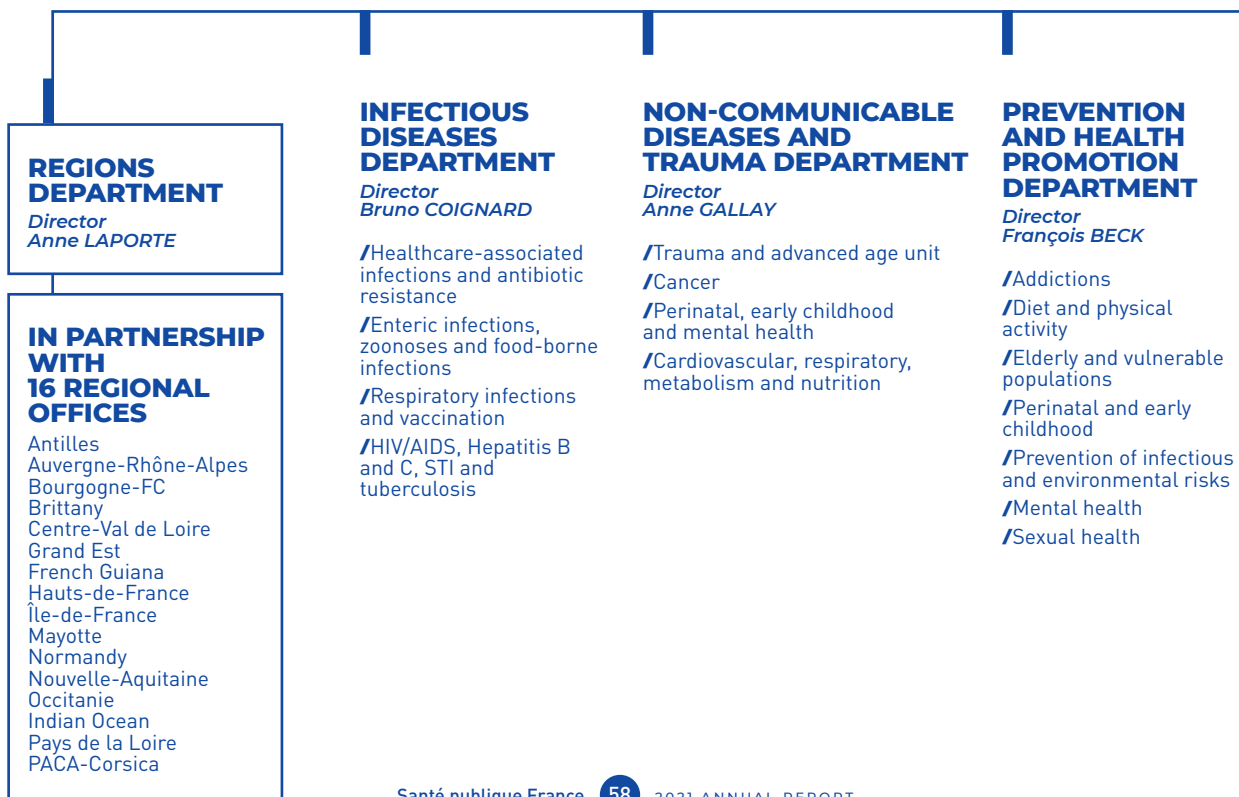 REGIONS
DEPARTMENT
Director
Anne LAPORTE
IN PARTNERSHIP
WITH
16 REGIONAL
OFFICES
Antilles
Auvergne-Rhône-Alpes
Bourgogne-FC
Brittany
Centre-Val de Loire
Grand Est
French Guiana
Hauts-de-France
Île-de-France
Mayotte
Normandy
Nouvelle-Aquitaine
Occitanie
Indian Ocean
Pays de la Loire
PACA-Corsica
INFECTIOUS
DISEASES
DEPARTMENT
Director
Bruno COIGNARD
/Healthcare-associated
infections and antibiotic
resistance
/Enteric infections,
zoonoses and food-borne
infections
/Respiratory infections
and vaccination
/HIV/AIDS, Hepatitis B
and C, STI and
tuberculosis
NON-COMMUNICABLE
DISEASES AND
TRAUMA DEPARTMENT
Director
Anne GALLAY
/Trauma and advanced age unit
/Cancer
/Perinatal, early childhood
and mental health
/Cardiovascular, respiratory,
metabolism and nutrition
PREVENTION
AND HEALTH
PROMOTION
DEPARTMENT
Director
François BECK
/Addictions
/Diet and physical
activity
/Elderly and vulnerable
populations
/Perinatal and early
childhood
/Prevention of infectious
and environmental risks
/Mental health
/Sexual health
Santé publique France 58 2021 ANNUAL REPORT